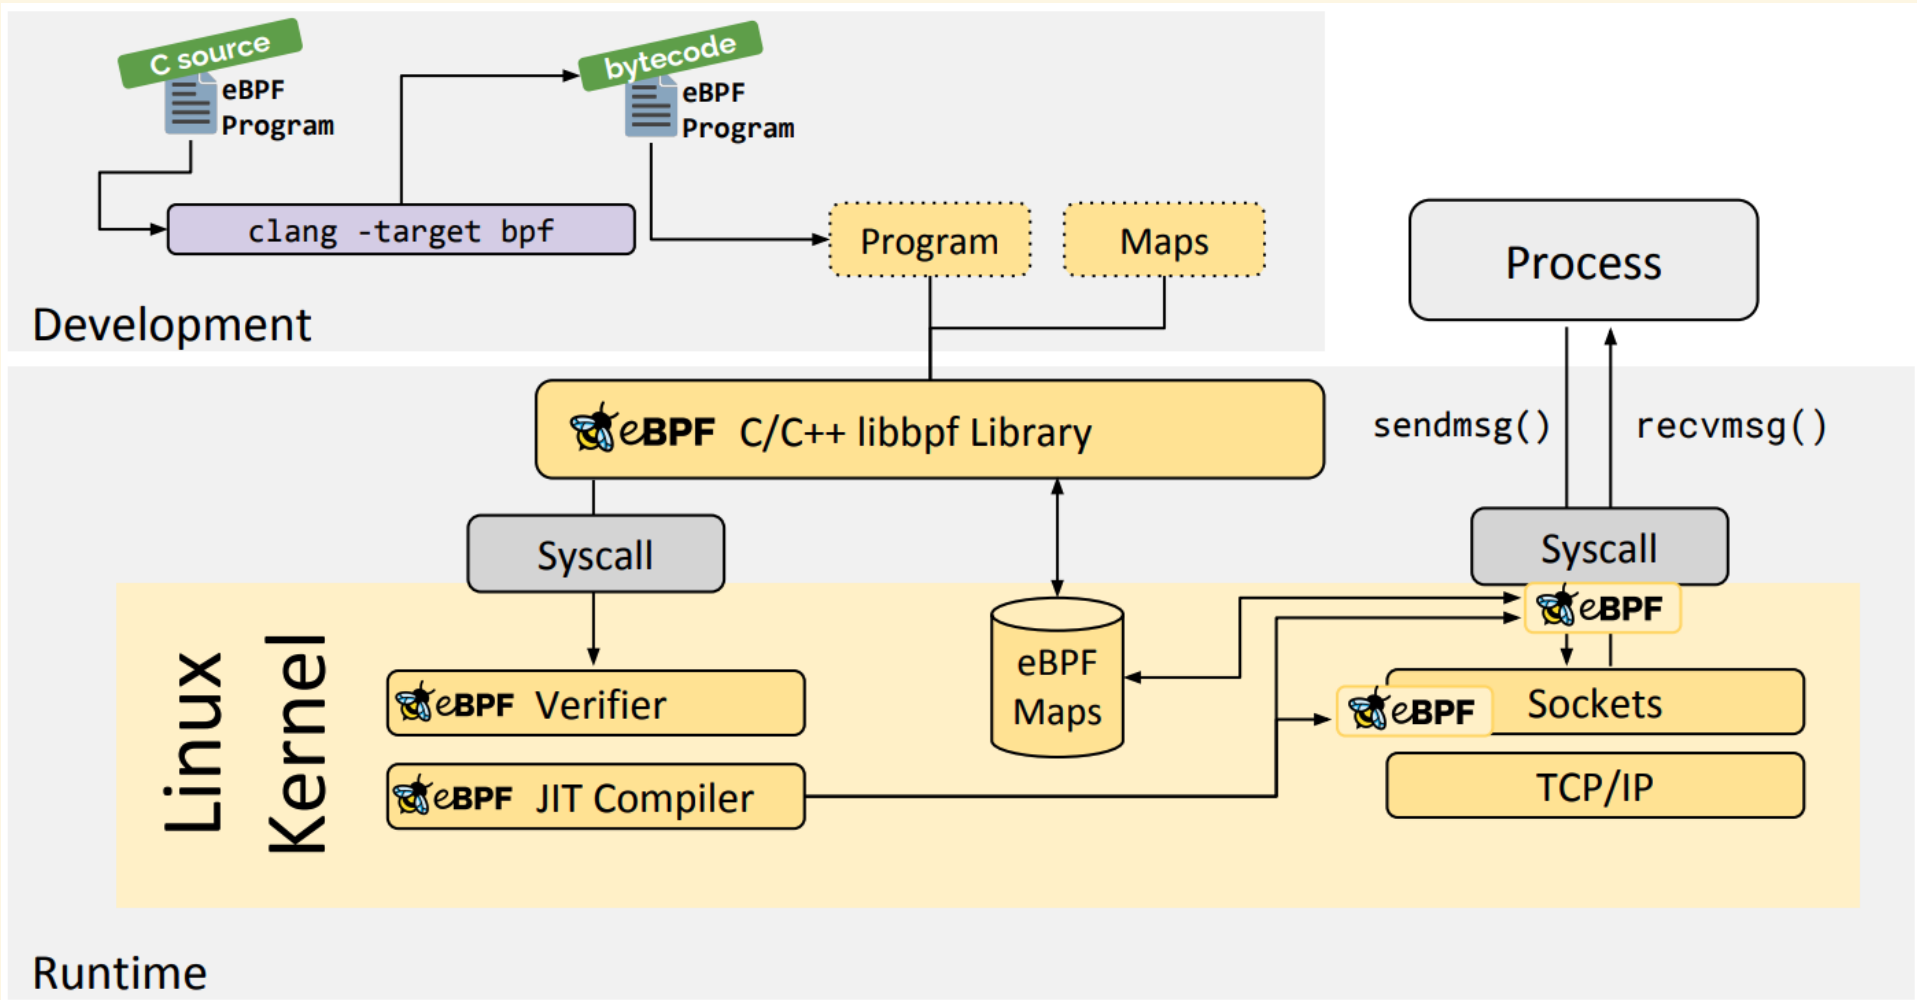 C source
eBPF
Program
bytecode
eBPF
Program
clang -target bpf
Program
Maps
Development
Process
sendmsg()
recvmsg()
eBPF C/C++ libbpf Library
Syscall
Syscall
eBPF
Linux
Kernel
eBPF Verifier
eBPF
Maps
eBPF Sockets
eBPF JIT Compiler
TCP/IP
Runtime